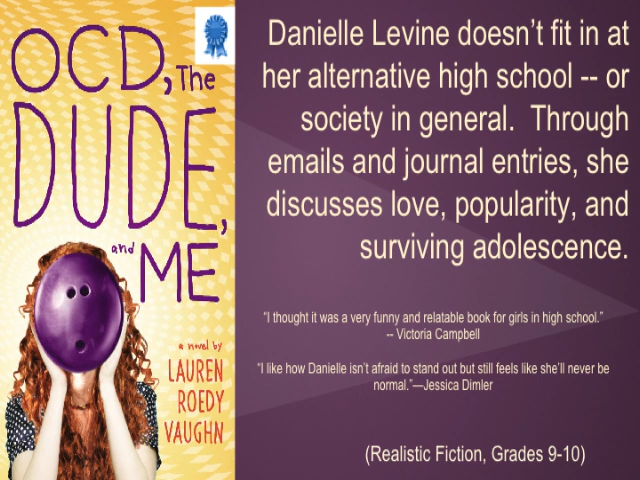 OCD, The
DUDE,
and ME
a novel by
LAUREN
ROEDY
VAUGHN
Danielle Levine doesn’t fit in at
her alternative high school -- or
society in general.  Through
emails and journal entries, she
discusses love, popularity, and
surviving adolescence.
“I thought it was a very funny and relatable book for girls in high school.”
-- Victoria Campbell
“I like how Danielle isn’t afraid to stand out but still feels like she’ll never be
normal.”—Jessica Dimler
(Realistic Fiction, Grades 9-10)